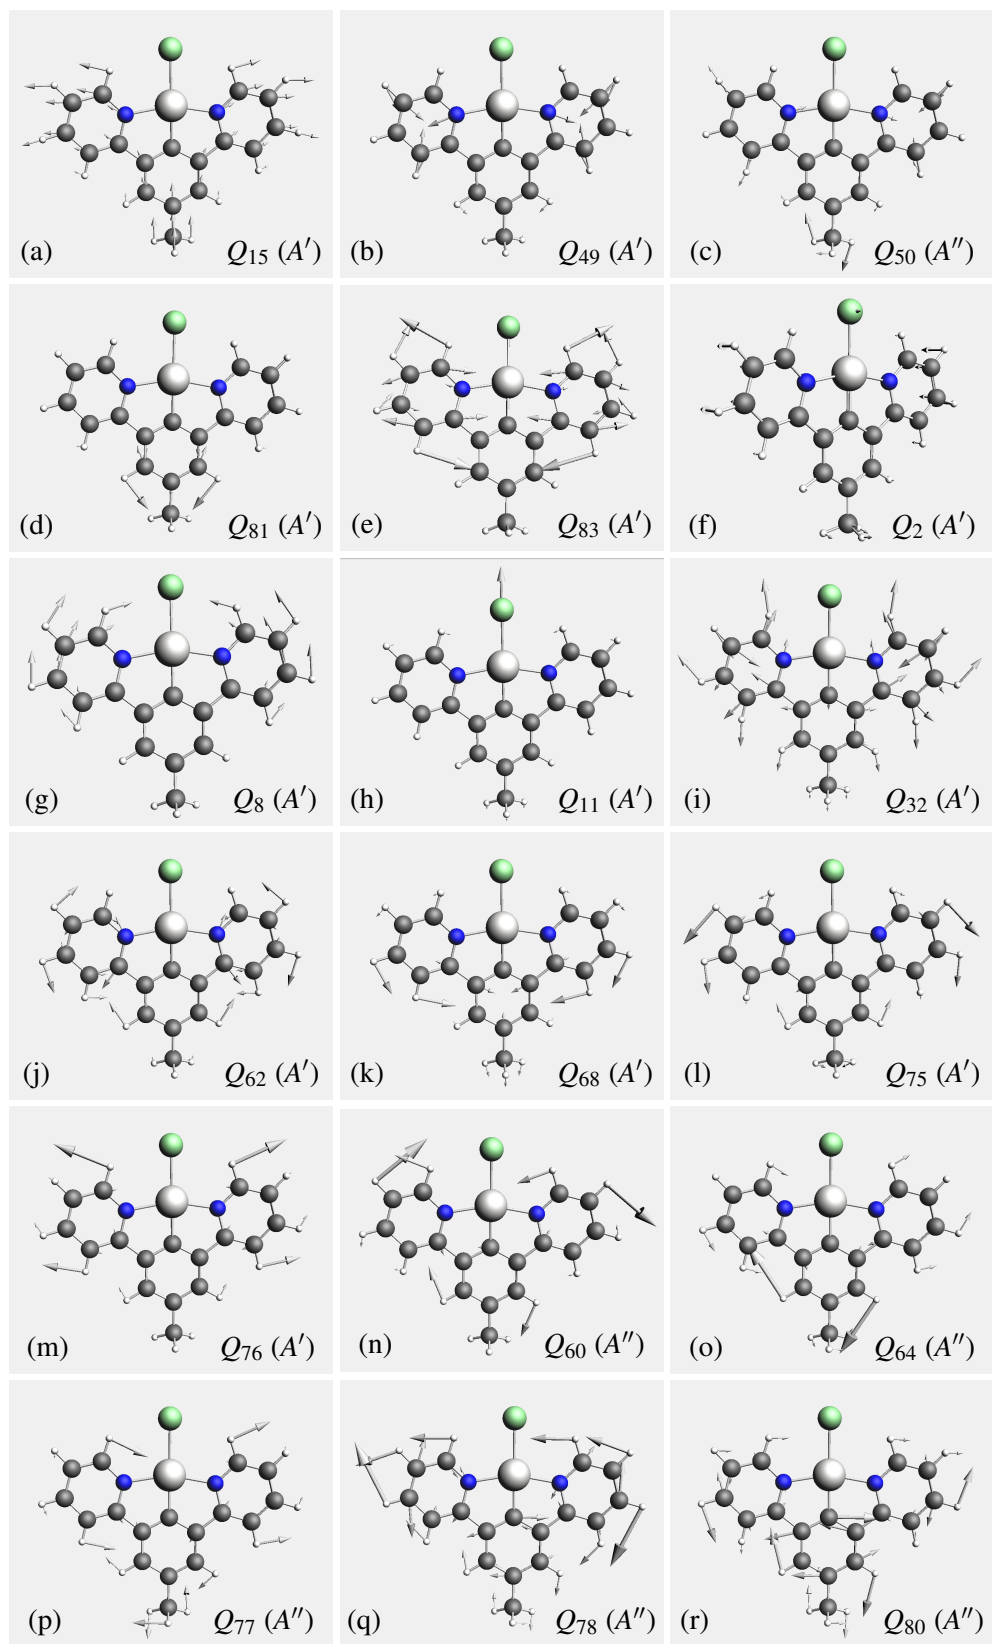 (a) Q15 (A′) (b) Q49 (A′) (c) Q50 (A″)
(d) Q81 (A′) (e) Q83 (A′) (f) Q2 (A′)
(g) Q8 (A′) (h) Q11 (A′) (i) Q32 (A′)
(j) Q62 (A′) (k) Q68 (A′) (l) Q75 (A′)
(m) Q76 (A′) (n) Q60 (A″) (o) Q64 (A″)
(p) Q77 (A″) (q) Q78 (A″) (r) Q80 (A″)